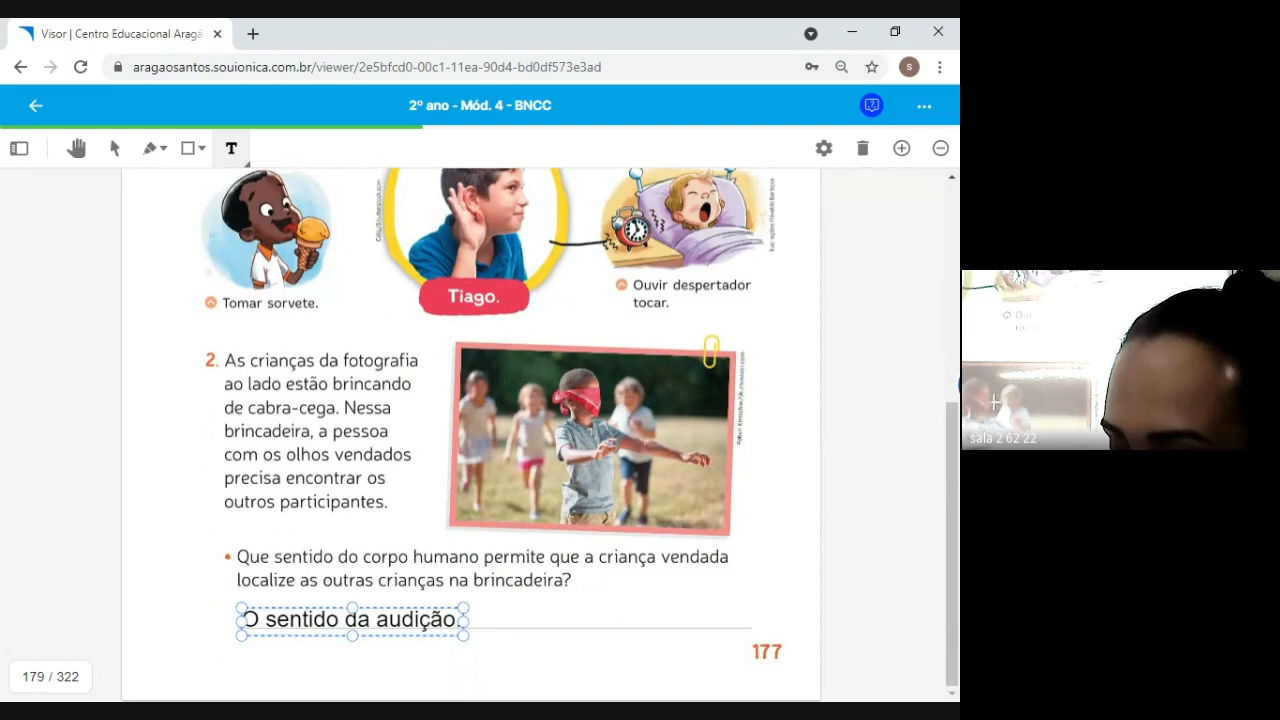 Visor | Centro Educacional Aragã
aragaosantos.souionica.com.br/viewer/2e5bfcd0-00c1-11ea-90d4-bd0df573e3ad
s
2º ano - Mód. 4 - BNCC
T
Tomar sorvete.
Tiago.
Ouvir despertador
tocar.
2. As crianças da fotografia
ao lado estão brincando
de cabra-cega. Nessa
brincadeira, a pessoa
com os olhos vendados
precisa encontrar os
outros participantes.
• Que sentido do corpo humano permite que a criança vendada
localize as outras crianças na brincadeira?
O sentido da audição.
177
179 / 322
sala 2 62 22